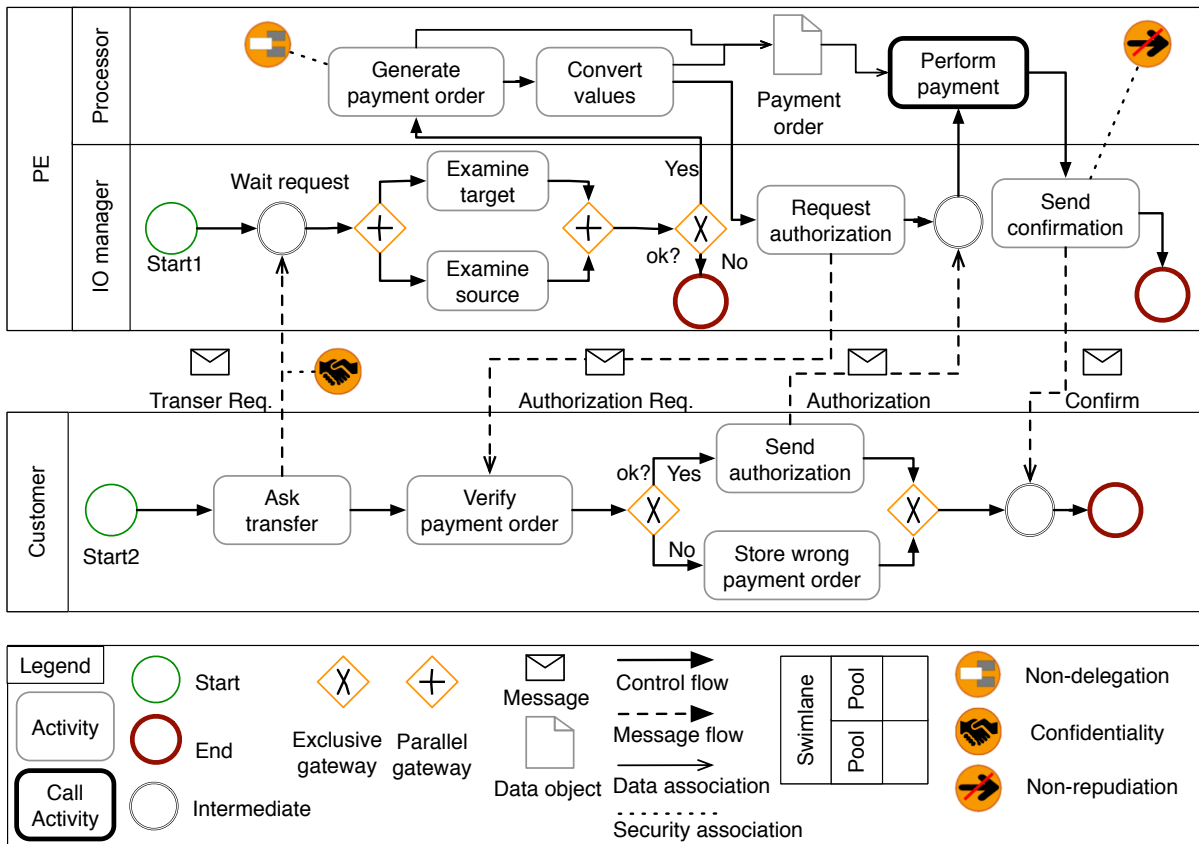 PE
Processor
Generate
payment order
Convert
values
Payment
order
Perform
payment
IO manager
Start1
Wait request
Examine
target
Examine
source
ok?
Yes
No
Request
authorization
Send
confirmation
Transer Req.
Authorization Req.
Authorization
Confirm
Customer
Start2
Ask
transfer
Verify
payment order
ok?
Yes
No
Send
authorization
Store wrong
payment order
Legend
Activity
Call
Activity
Start
End
Intermediate
Exclusive
gateway
Parallel
gateway
Message
Data object
Control flow
Message flow
Data association
Security association
Swimlane
Pool
Pool
Non-delegation
Confidentiality
Non-repudiation